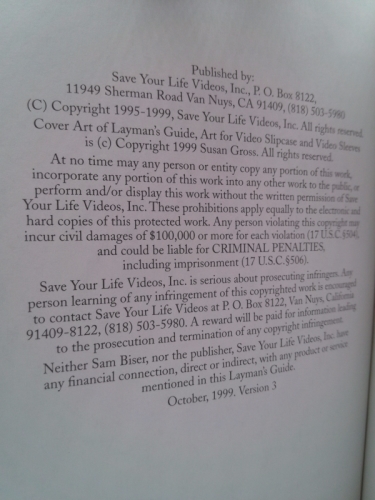 Published by:
Save Your Life Videos, Inc., P. O. Box 8122,
11949 Sherman Road Van Nuys, CA 91409, (818) 503-5980
(C) Copyright 1995-1999, Save Your Life Videos, Inc. All rights reserved.
Cover Art of Layman's Guide, Art for Video Slipcase and Video Sleeves
is (c) Copyright 1999 Susan Gross. All rights reserved.
At no time may any person or entity copy any portion of this work,
incorporate any portion of this work into any other work to the public, or
perform and/or display this work without the written permission of Save
Your Life Videos, Inc. These prohibitions apply equally to the electronic and
hard copies of this protected work. Any person violating this copyright may
incur civil damages of $100,000 or more for each violation (17 U.S.C.§504),
and could be liable for CRIMINAL PENALTIES,
including imprisonment (17 U.S.C.§506).
Save Your Life Videos, Inc. is serious about prosecuting infringers. Any
person learning of any infringement of this copyrighted work is encouraged
to contact Save Your Life Videos at P. O. Box 8122, Van Nuys, California
91409-8122, (818) 503-5980. A reward will be paid for information leading
to the prosecution and termination of any copyright infringement.
Neither Sam Biser, nor the publisher, Save Your Life Videos, Inc. have
any financial connection, direct or indirect, with any product or service
mentioned in this Layman's Guide.
October, 1999. Version 3